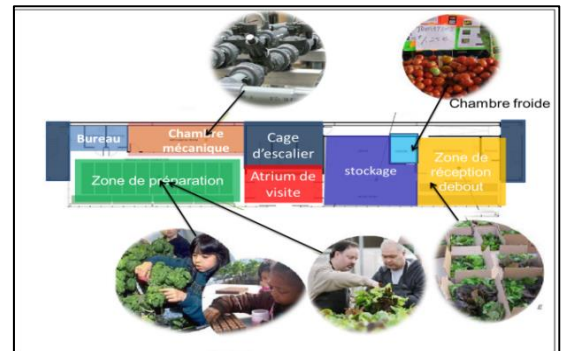 Chambre froide
Bureau
Chambre
mécanique
Cage
d'escalier
Zone de préparation
Atrium de
visite
stockage
Zone de
réception
debout